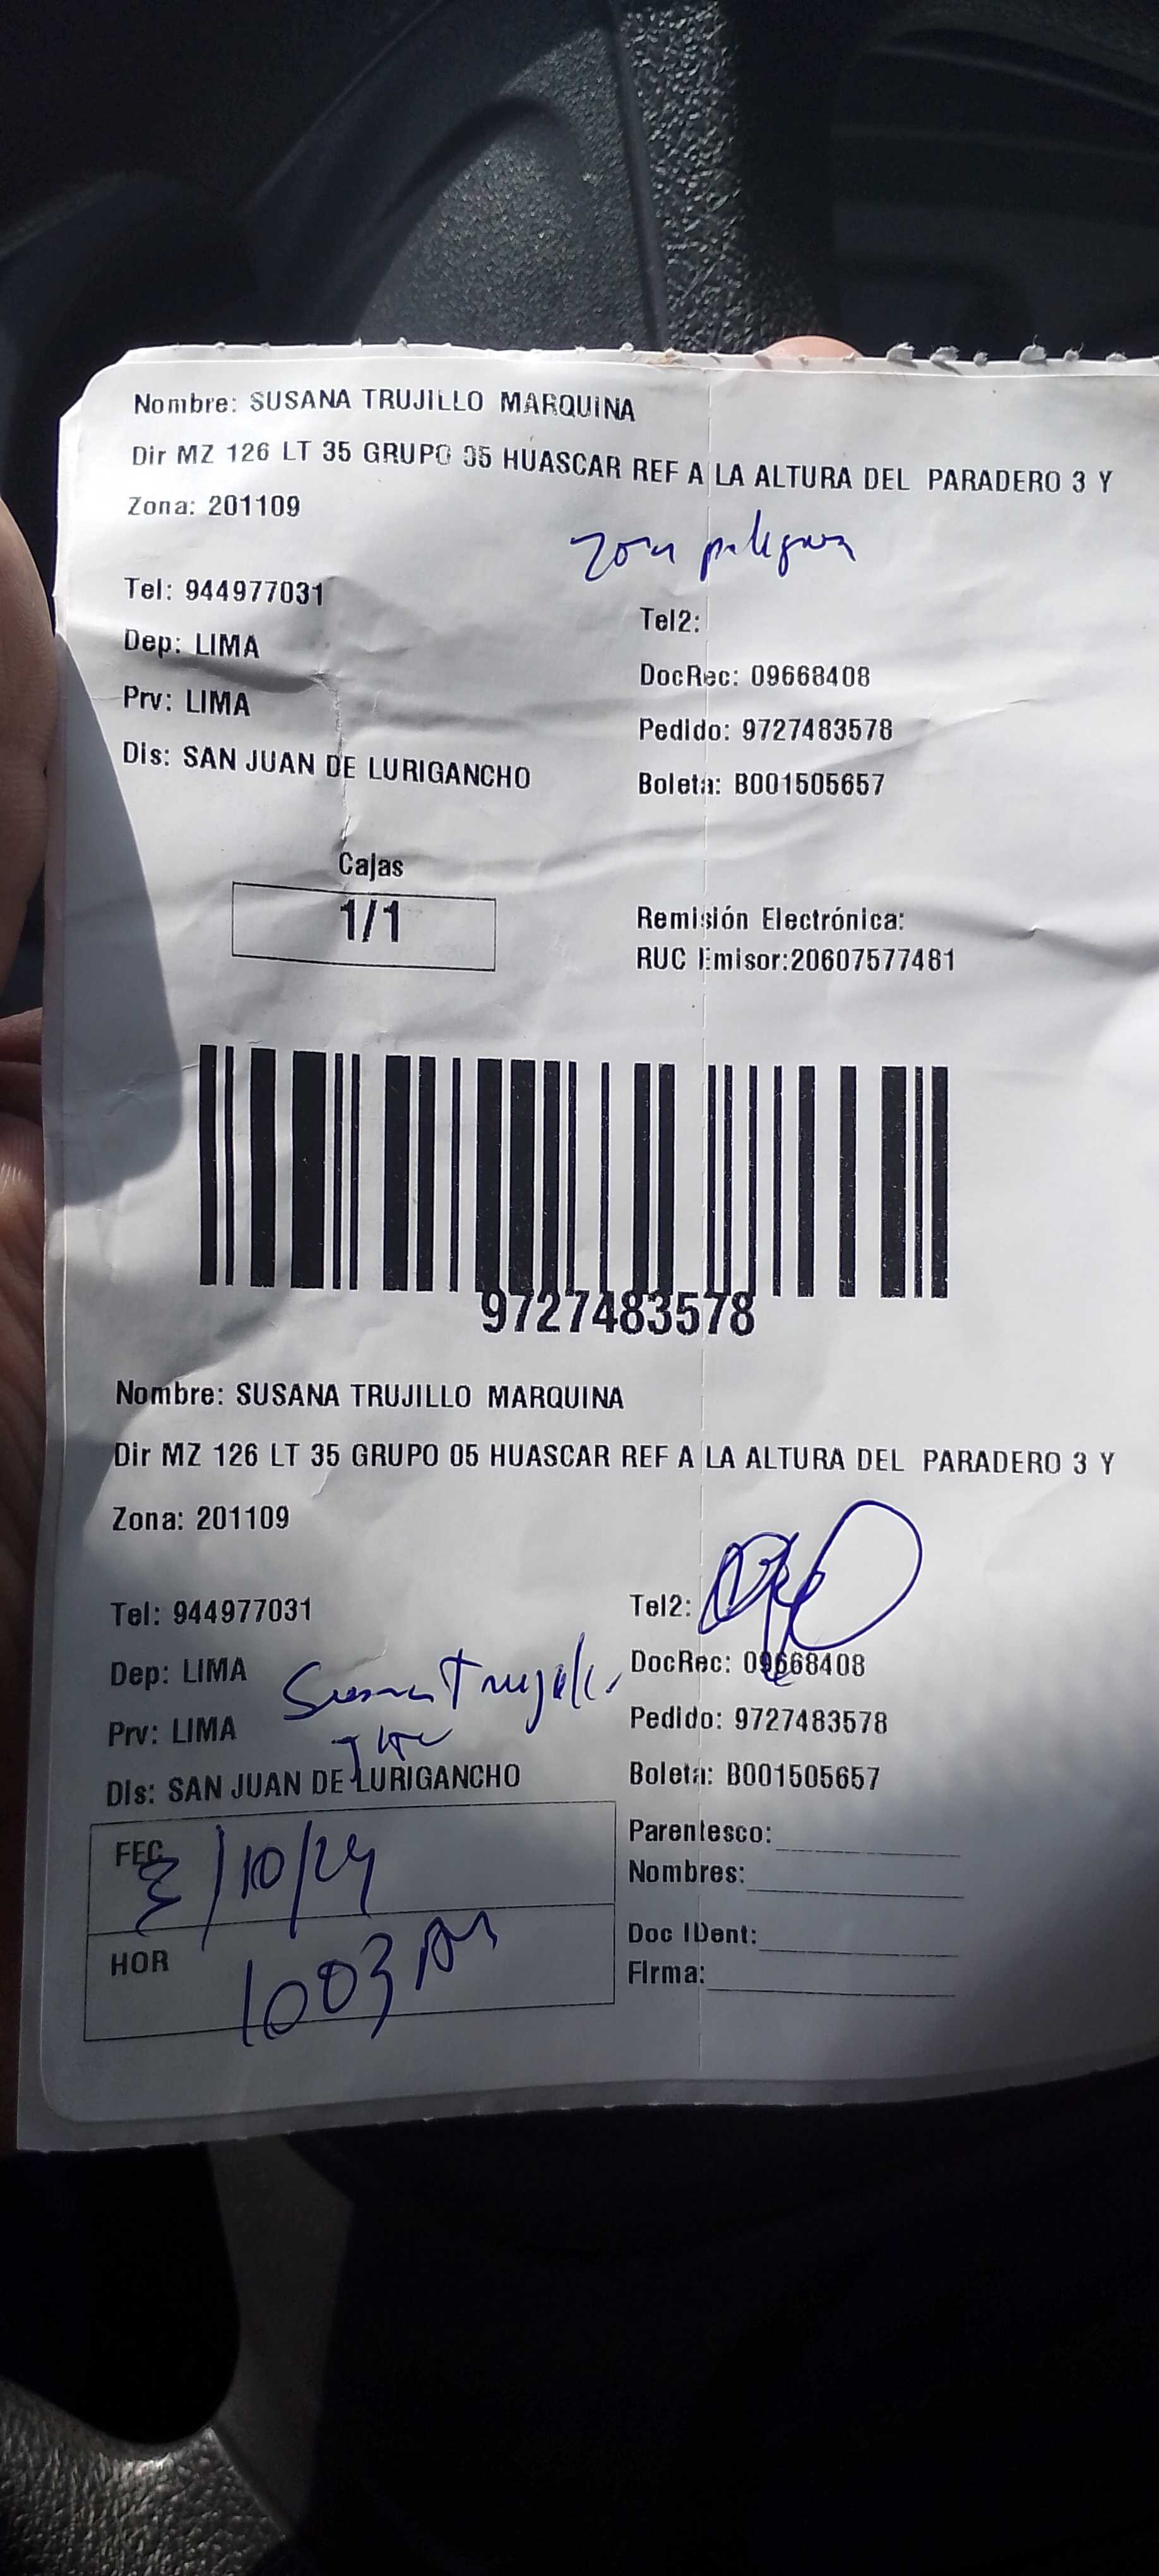 Nombre: SUSANA TRUJILLO MARQUINA
Dir MZ 126 LT 35 GRUPO 05 HUASCAR REF A LA ALTURA DEL PARADERO 3 Y
Zona: 201109
Zona peligrosa
Tel: 944977031
Tel2:
Dep: LIMA
DocRec: 09668408
Prv: LIMA
Pedido: 9727483578
Dis: SAN JUAN DE LURIGANCHO
Boleta: B001505657
Cajas
1/1
Remisión Electrónica:
RUC Emisor:20607577481
9727483578
Nombre: SUSANA TRUJILLO MARQUINA
Dir MZ 126 LT 35 GRUPO 05 HUASCAR REF A LA ALTURA DEL PARADERO 3 Y
Zona: 201109
Tel: 944977031
Tel2:
Dep: LIMA
Susana Trujillo
DocRec: 09668408
Prv: LIMA
Pedido: 9727483578
Dis: SAN JUAN DE LURIGANCHO
Boleta: B001505657
FEC
/10/24
Parentesco:
Nombres:
HOR
1003 AM
Doc IDent:
Firma: